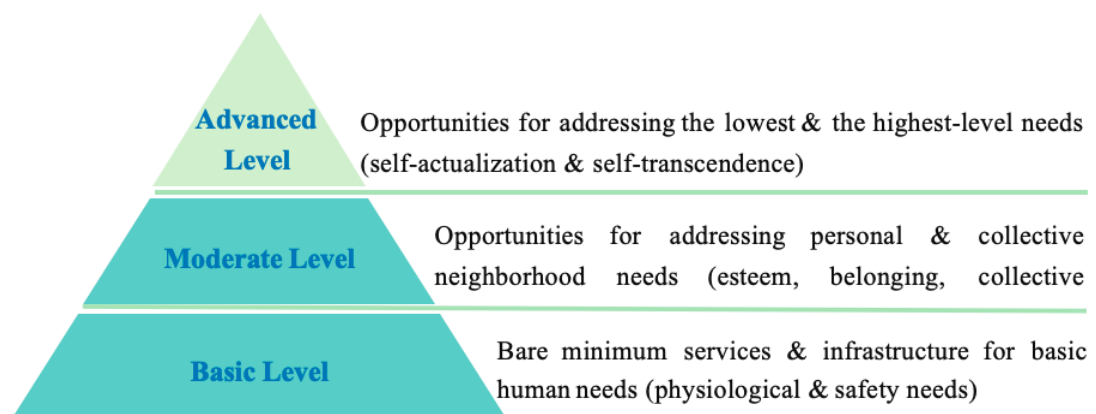 Advanced
Level
Opportunities for addressing the lowest & the highest-level needs
(self-actualization & self-transcendence)
Moderate Level
Opportunities for addressing personal & collective
neighborhood needs (esteem, belonging, collective
Basic Level
Bare minimum services & infrastructure for basic
human needs (physiological & safety needs)